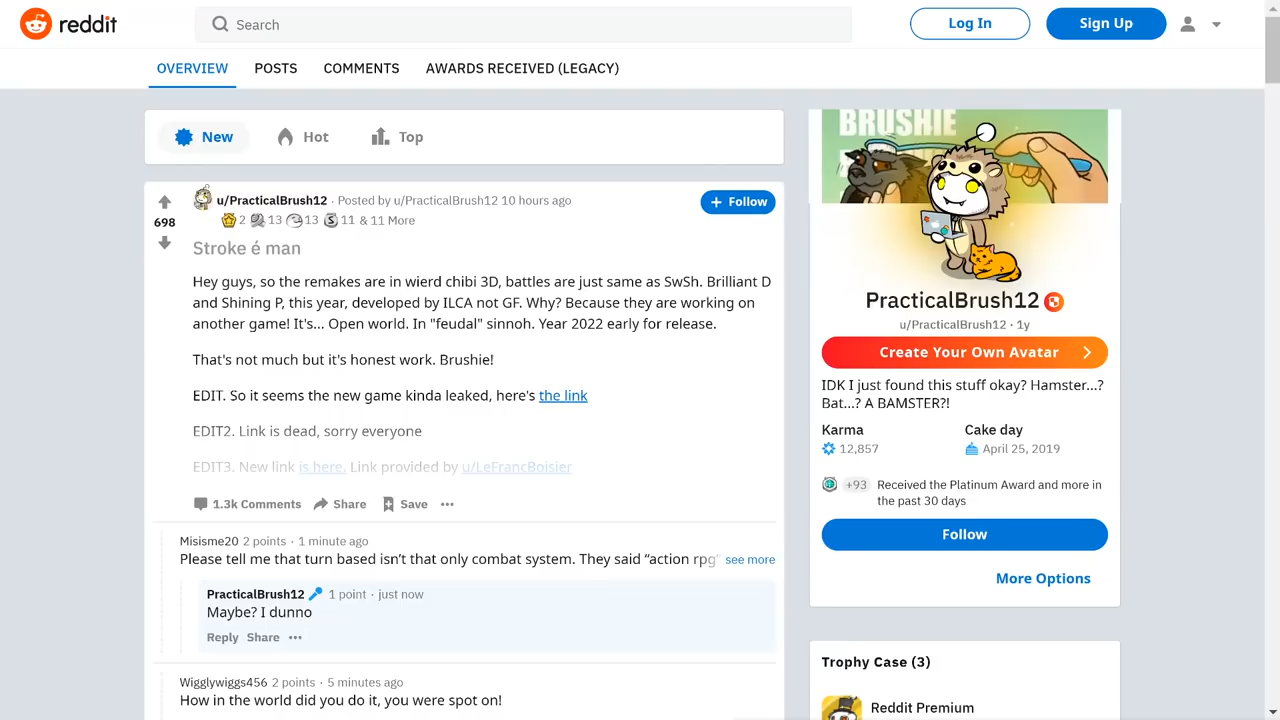 reddit
Search
Log In
Sign Up
OVERVIEW POSTS COMMENTS AWARDS RECEIVED (LEGACY)
New Hot Top
698
u/PracticalBrush12 · Posted by u/PracticalBrush12 10 hours ago
2 13 13 S 11 & 11 More
+ Follow
Stroke é man
Hey guys, so the remakes are in wierd chibi 3D, battles are just same as SwSh. Brilliant D
and Shining P, this year, developed by ILCA not GF. Why? Because they are working on
another game! It's... Open world. In "feudal" sinnoh. Year 2022 early for release.
That's not much but it's honest work. Brushie!
EDIT. So it seems the new game kinda leaked, here's the link
EDIT2. Link is dead, sorry everyone
EDIT3. New link is here. Link provided by u/LeFrancBoisier
1.3k Comments Share Save ···
Misisme20 2 points · 1 minute ago
Please tell me that turn based isn't that only combat system. They said "action rpg" see more
PracticalBrush12 1 point · just now
Maybe? I dunno
Reply Share ···
Wigglywiggs456 2 points · 5 minutes ago
How in the world did you do it, you were spot on!
BRUSHIE
PracticalBrush12
u/PracticalBrush12 · 1y
Create Your Own Avatar
IDK I just found this stuff okay? Hamster...?
Bat...? A BAMSTER?!
Karma Cake day
12,857 April 25, 2019
+93 Received the Platinum Award and more in
the past 30 days
Follow
More Options
Trophy Case (3)
Reddit Premium